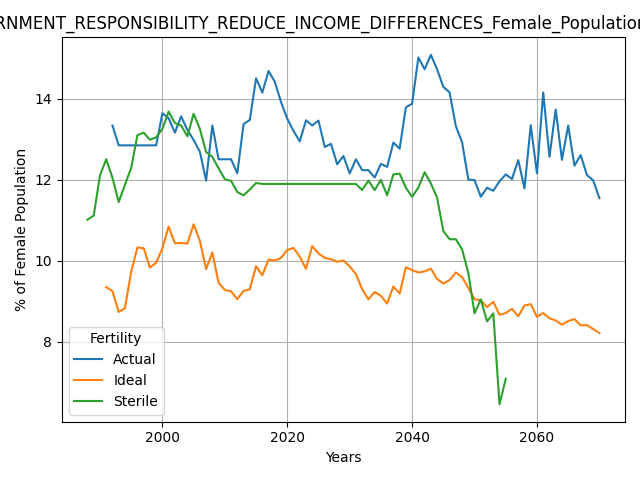 RNMENT_RESPONSIBILITY_REDUCE_INCOME_DIFFERENCES_Female_Population
% of Female Population
14
12
10
8
Fertility
Actual
Ideal
Sterile
2000
2020
2040
2060
Years